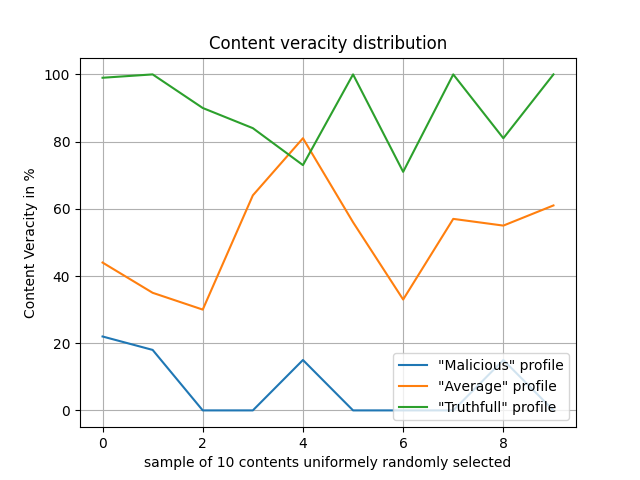 Content veracity distribution
Content Veracity in %
100
80
60
40
20
0
"Malicious" profile
"Average" profile
"Truthfull" profile
0 2 4 6 8
sample of 10 contents uniformely randomly selected